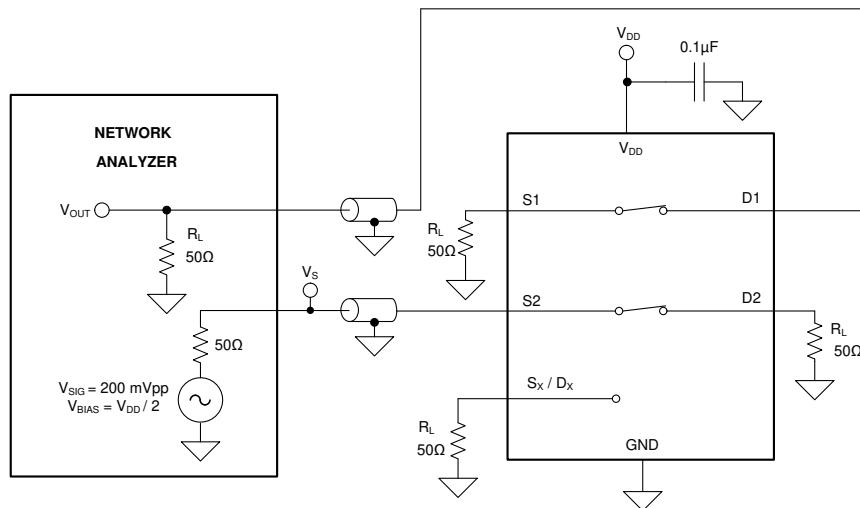 V_DD
0.1µF
NETWORK
ANALYZER
V_DD
V_OUT
S1
D1
R_L
50Ω
R_L
50Ω
V_S
S2
D2
50Ω
R_L
50Ω
V_SIG = 200 mVpp
V_BIAS = V_DD / 2
S_X / D_X
R_L
50Ω
GND